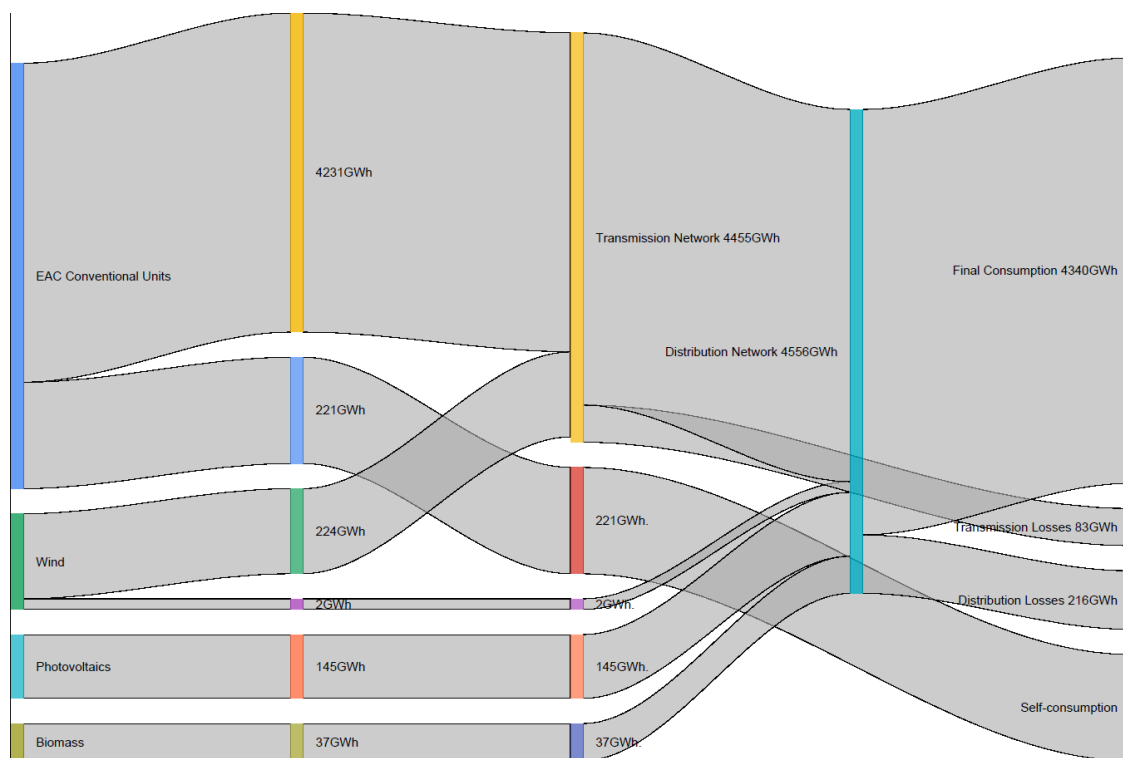 EAC Conventional Units
Wind
Photovoltaics
Biomass
4231GWh
221GWh
224GWh
2GWh
145GWh
37GWh
Transmission Network 4455GWh
221GWh.
2GWh.
145GWh.
37GWh.
Distribution Network 4556GWh
Final Consumption 4340GWh
Transmission Losses 83GWh
Distribution Losses 216GWh
Self-consumption